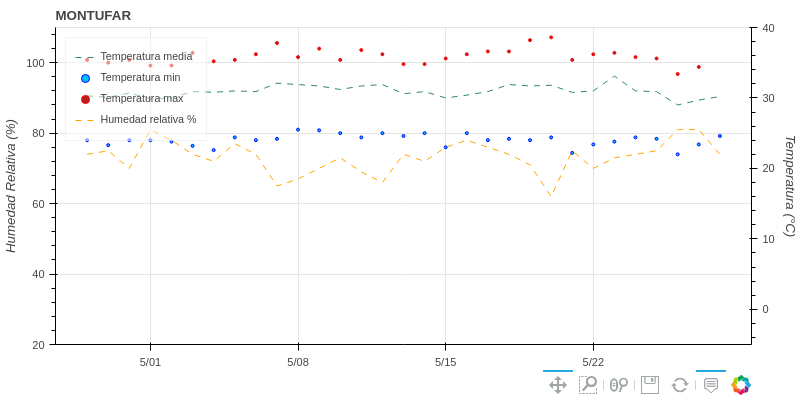 MONTUFAR
Temperatura media
Temperatura min
Temperatura max
Humedad relativa %
Humedad Relativa (%)
100
80
60
40
20
Temperatura (°C)
40
30
20
10
0
5/01
5/08
5/15
5/22